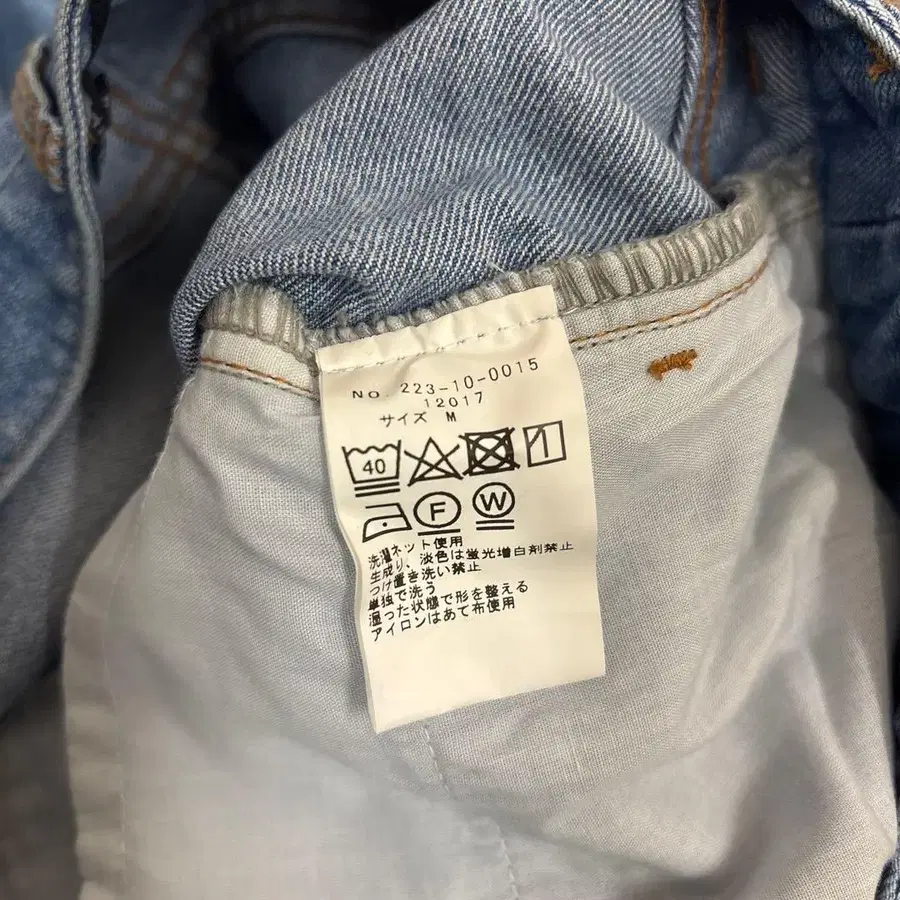 NO. 223-10-0015
12017
サイズ M
40
F W
洗濯ネット使用
生成り、淡色は蛍光増白剤禁止
つけ置き洗い禁止
単独で洗う
湿った状態で形を整える
アイロンはあて布使用